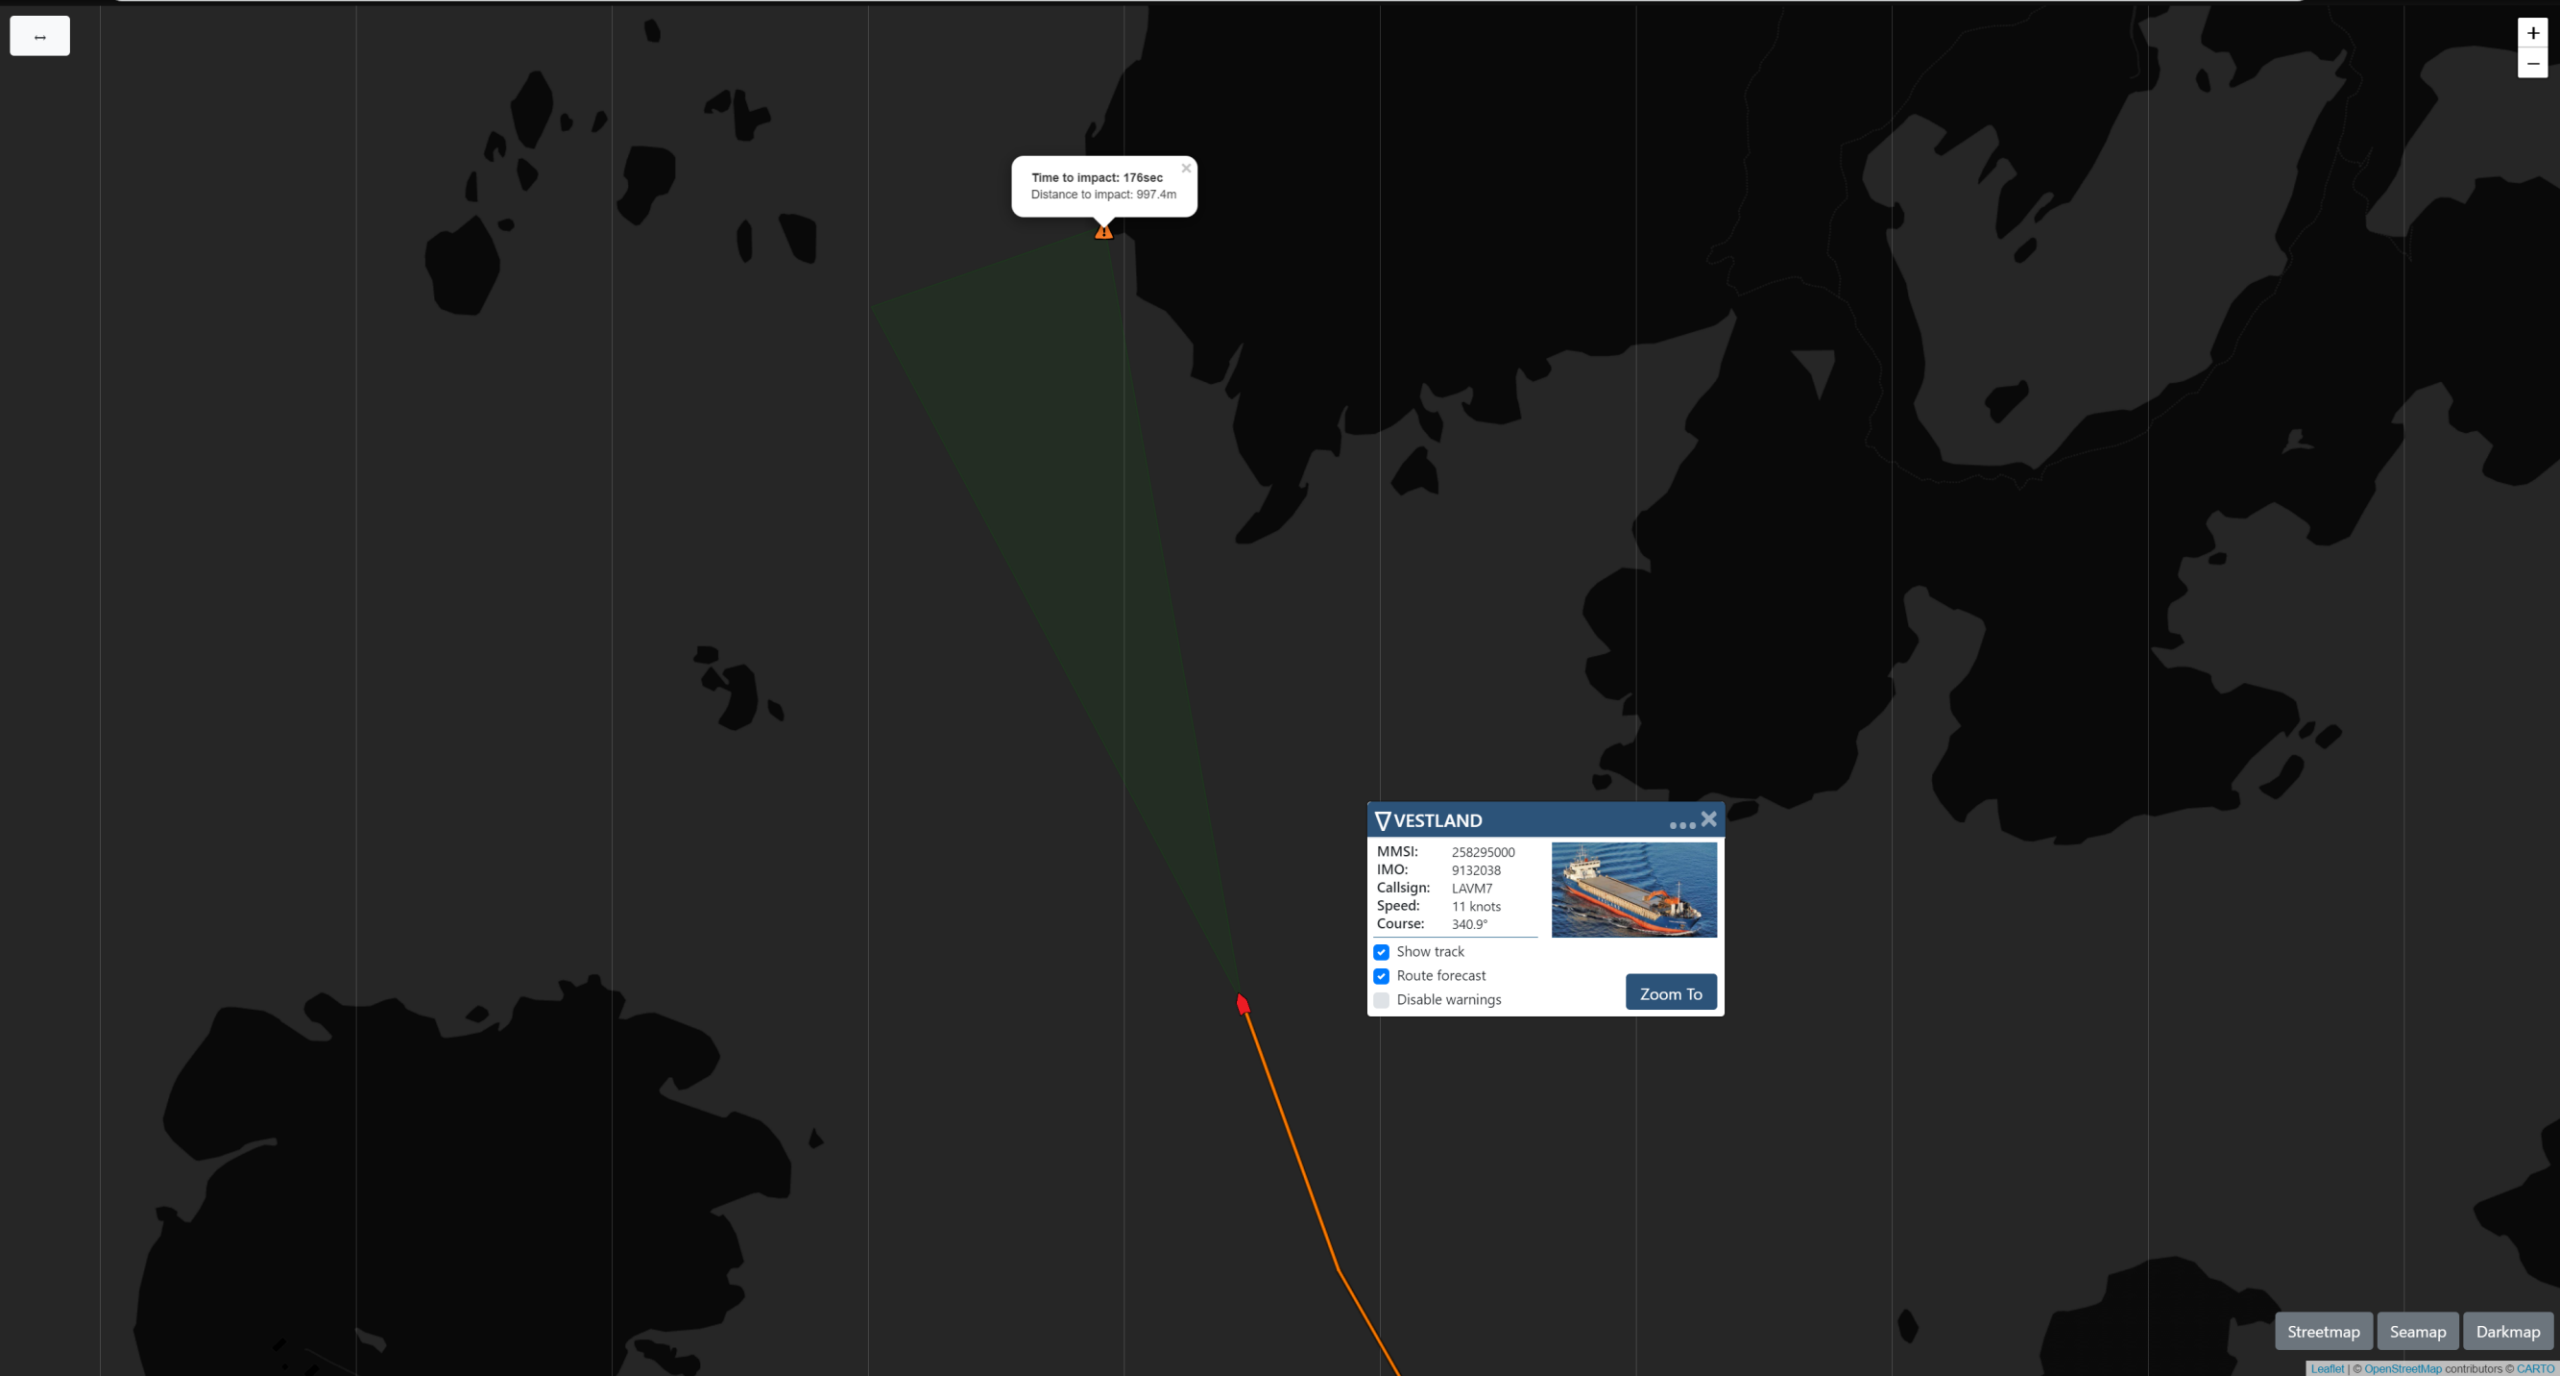 ↔
+
−
×
Time to impact: 176sec
Distance to impact: 997.4m
VESTLAND
MMSI: 258295000
IMO: 9132038
Callsign: LAVM7
Speed: 11 knots
Course: 340.9°
Show track
Route forecast
Disable warnings
Zoom To
Streetmap Seamap Darkmap
Leaflet | © OpenStreetMap contributors © CARTO